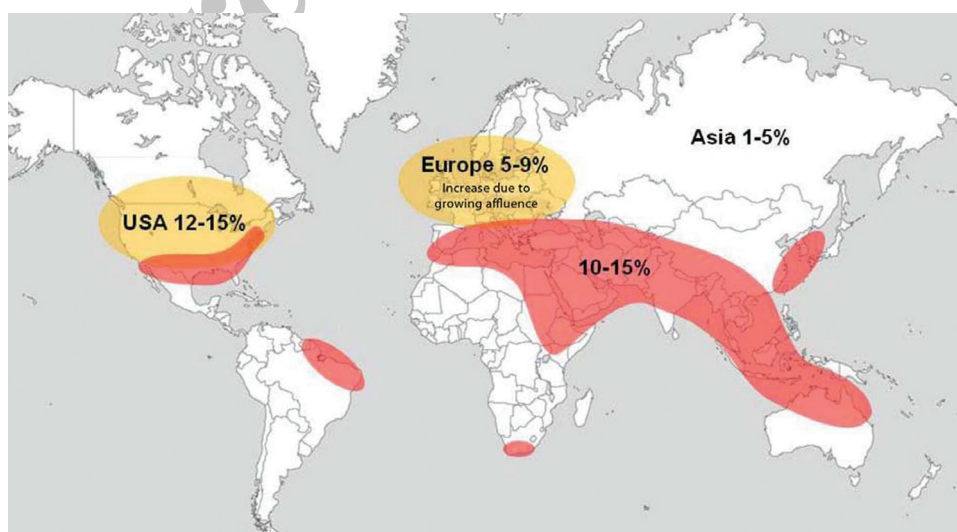 Asia 1-5%
Europe 5-9%
Increase due to
growing affluence
USA 12-15%
10-15%